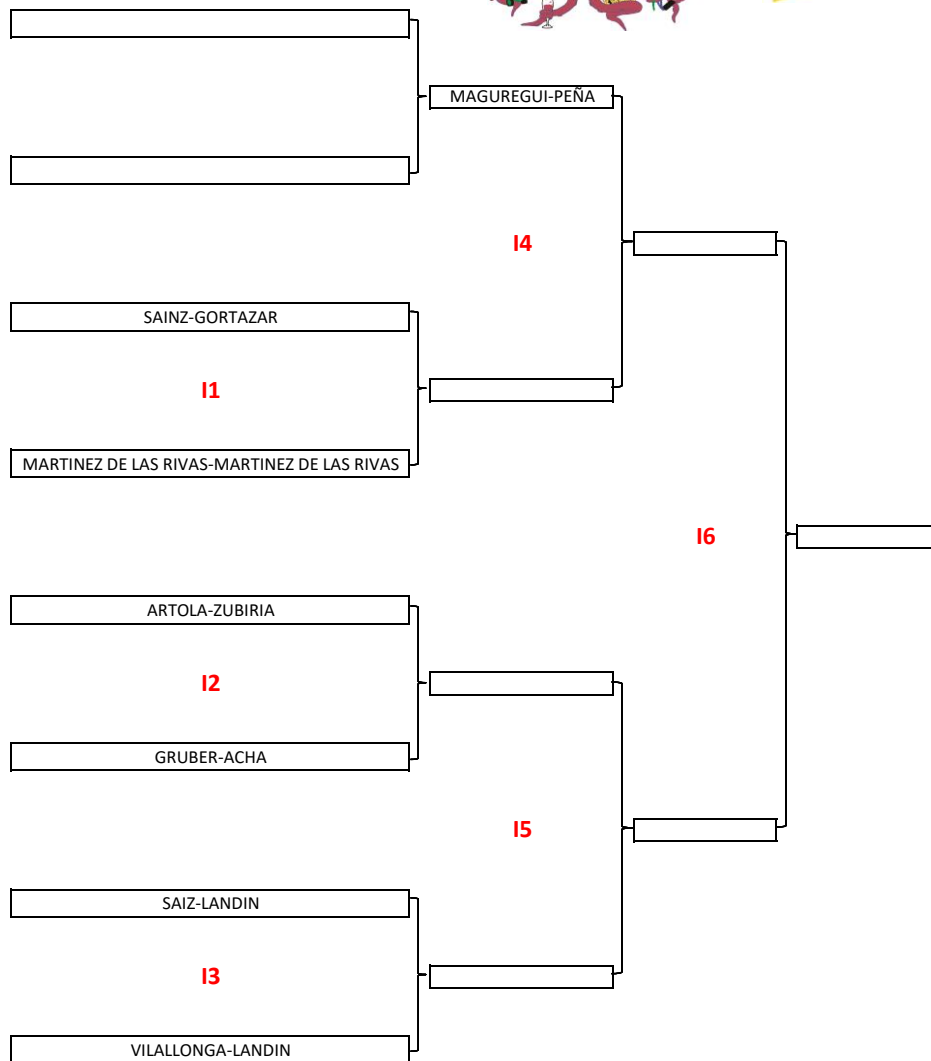 MAGUREGUI-PEÑA
I4
SAINZ-GORTAZAR
I1
MARTINEZ DE LAS RIVAS-MARTINEZ DE LAS RIVAS
I6
ARTOLA-ZUBIRIA
I2
GRUBER-ACHA
I5
SAIZ-LANDIN
I3
VILALLONGA-LANDIN